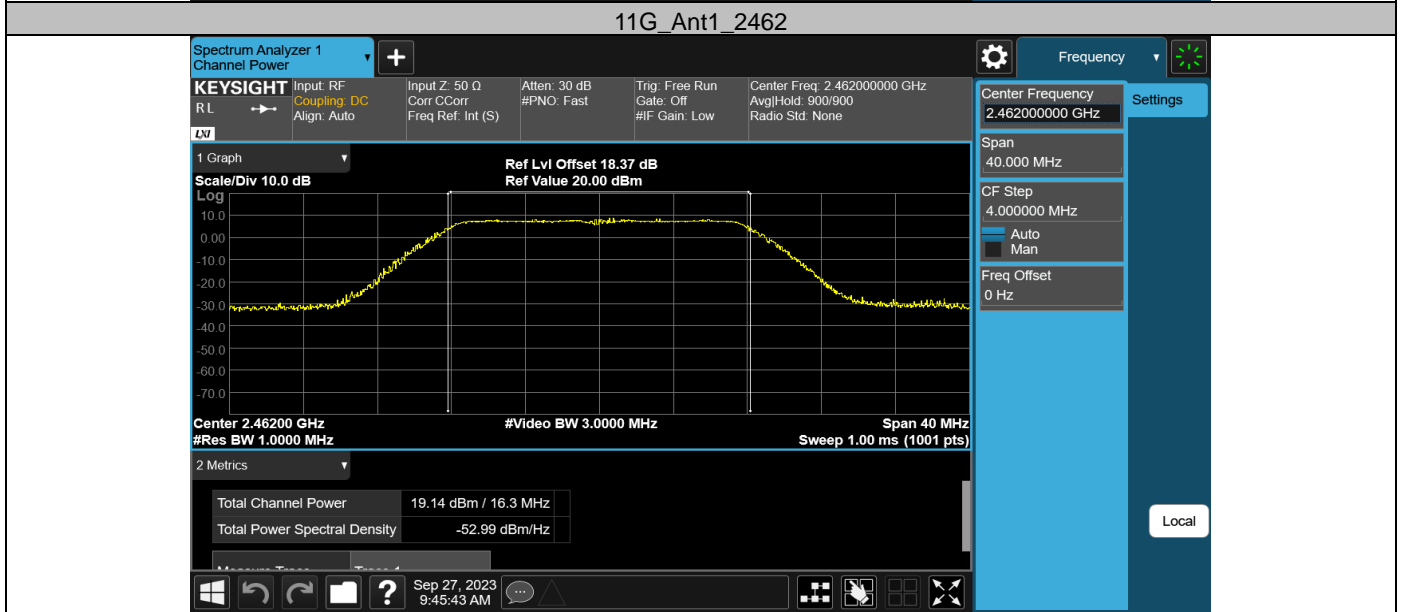 11G_Ant1_2462
Spectrum Analyzer 1
Channel Power
Frequency
KEYSIGHT
R L
LXI
Input: RF
Coupling: DC
Align: Auto
Input Z: 50 Ω
Corr CCorr
Freq Ref: Int (S)
Atten: 30 dB
#PNO: Fast
Trig: Free Run
Gate: Off
#IF Gain: Low
Center Freq: 2.462000000 GHz
Avg|Hold: 900/900
Radio Std: None
Center Frequency
2.462000000 GHz
Settings
Span
40.000 MHz
CF Step
4.000000 MHz
Auto
Man
Freq Offset
0 Hz
1 Graph
Scale/Div 10.0 dB
Ref Lvl Offset 18.37 dB
Ref Value 20.00 dBm
Log
10.0
0.00
-10.0
-20.0
-30.0
-40.0
-50.0
-60.0
-70.0
Center 2.46200 GHz
#Video BW 3.0000 MHz
Span 40 MHz
#Res BW 1.0000 MHz
Sweep 1.00 ms (1001 pts)
2 Metrics
Total Channel Power 19.14 dBm / 16.3 MHz
Total Power Spectral Density -52.99 dBm/Hz
Measure Trace Trace 1
Local
Sep 27, 2023
9:45:43 AM